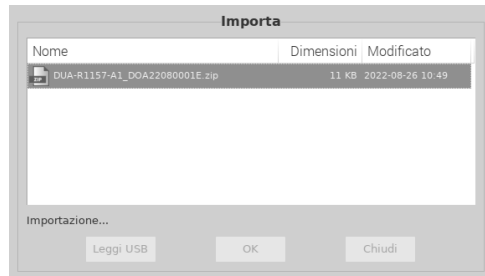 Importa
Nome Dimensioni Modificato
ZIP DUA-R1157-A1_DOA22080001E.zip 11 KB 2022-08-26 10:49
Importazione...
Leggi USB OK Chiudi